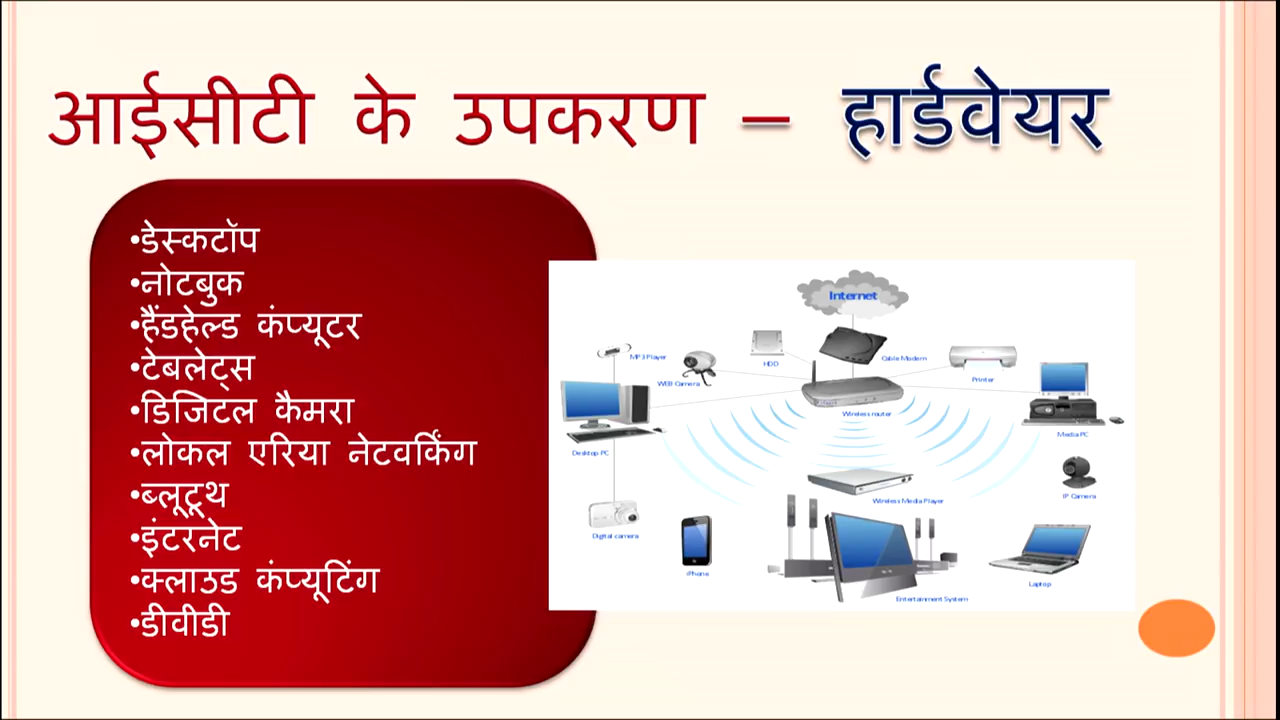 आईसीटी के उपकरण – हार्डवेयर
•डेस्कटॉप
•नोटबुक
•हैंडहेल्ड कंप्यूटर
•टेबलेट्स
•डिजिटल कैमरा
•लोकल एरिया नेटवर्किंग
•ब्लूटूथ
•इंटरनेट
•क्लाउड कंप्यूटिंग
•डीवीडी
Internet
MP3 Player
WEB Camera
HDD
Cable Modem
Printer
Wireless router
Desktop PC
Media PC
Wireless Media Player
IP Camera
Digital camera
iPhone
Laptop
Entertainment System